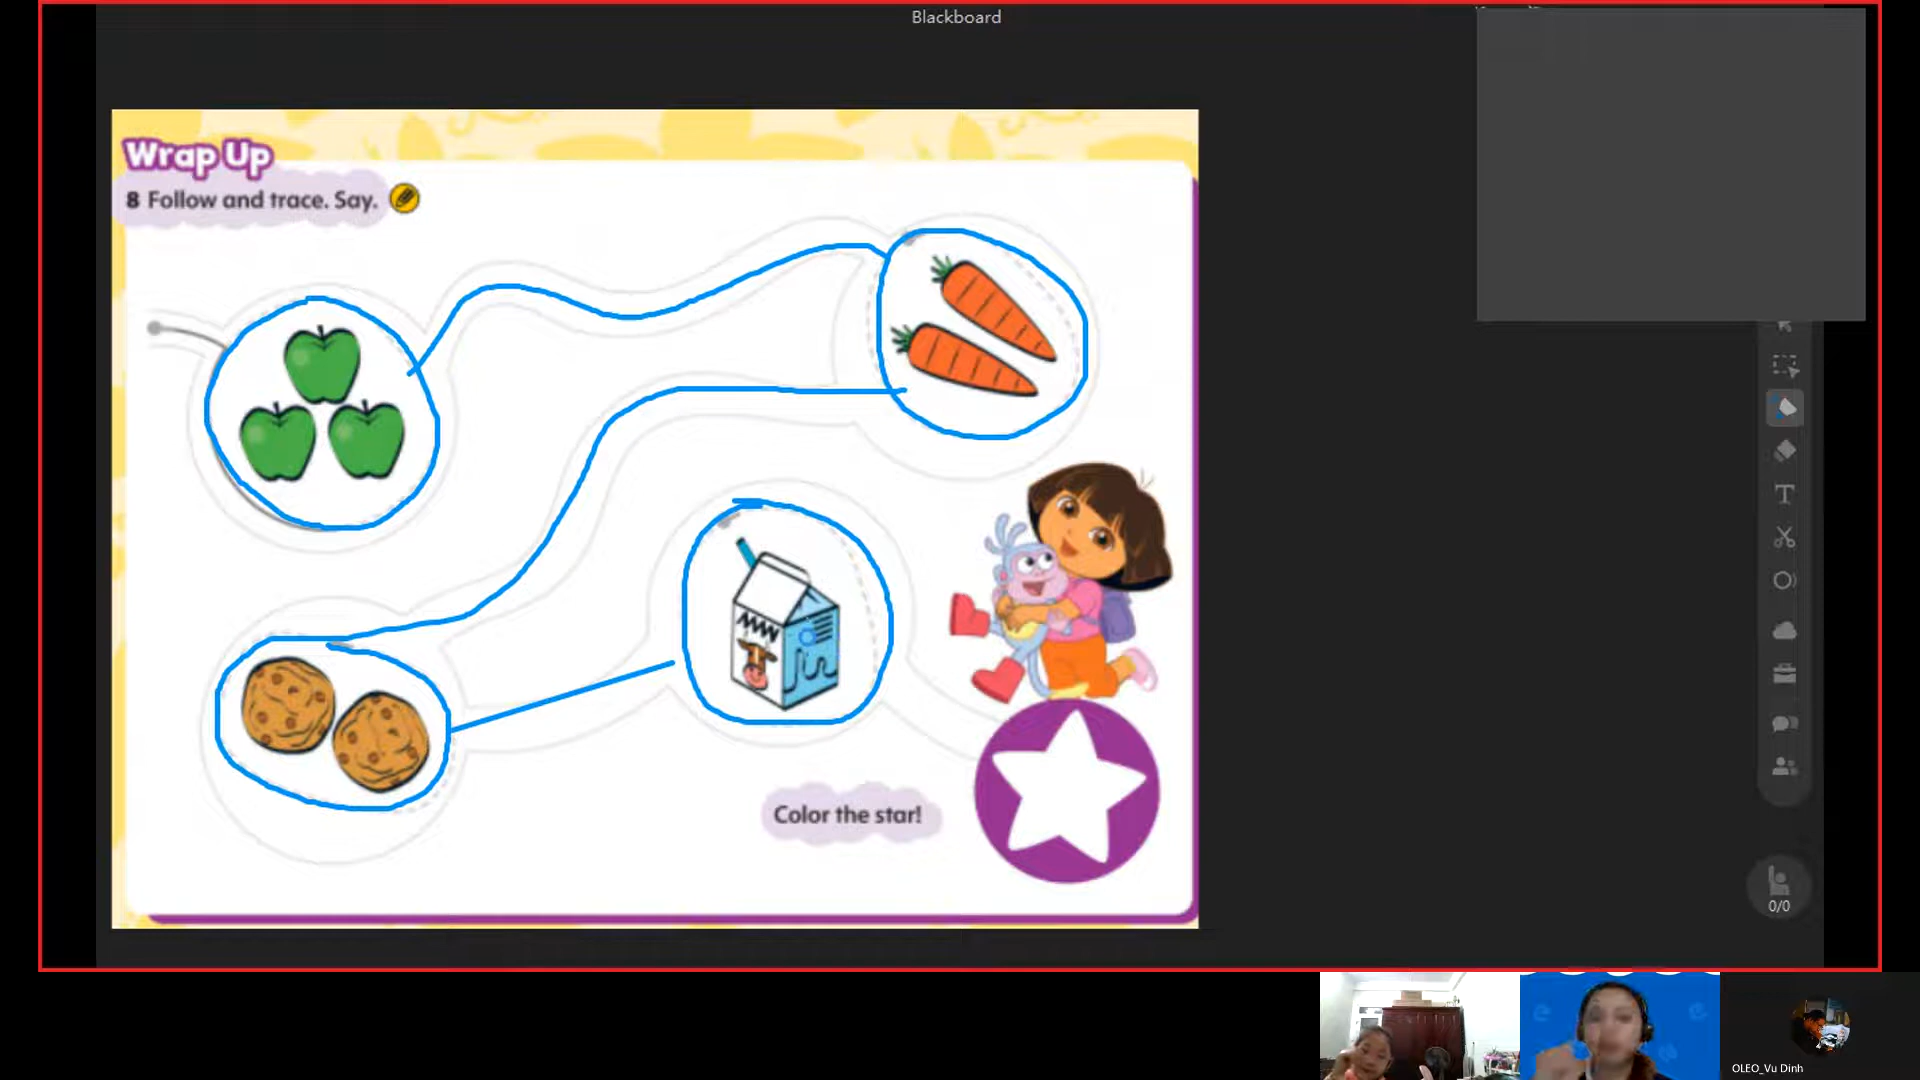 Blackboard
Wrap Up
8 Follow and trace. Say.
Color the star!
0/0
OLEO_Vu Dinh